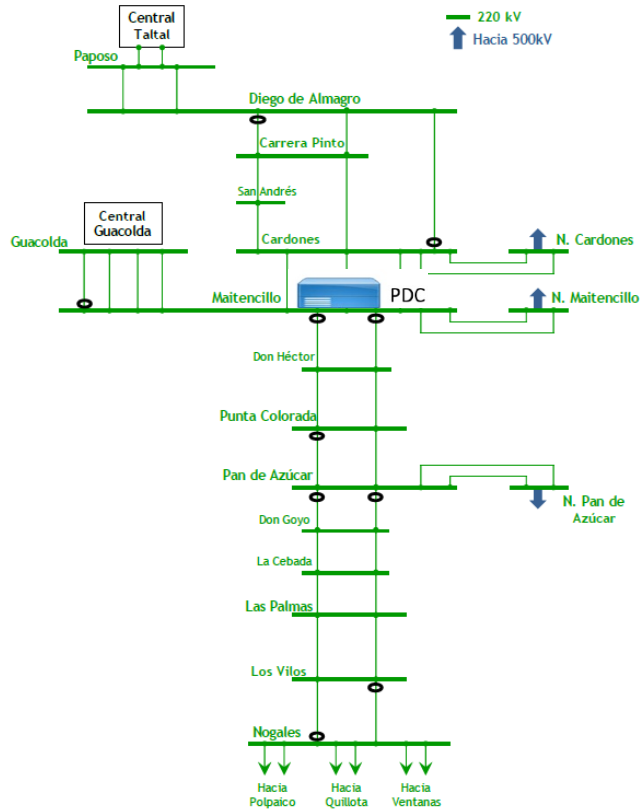 220 kV
Hacia 500kV
Central
Taltal
Paposo
Diego de Almagro
Carrera Pinto
San Andrés
Central
Guacolda
Guacolda
Cardones
N. Cardones
PDC
Maitencillo
N. Maitencillo
Don Héctor
Punta Colorada
Pan de Azúcar
N. Pan de
Azúcar
Don Goyo
La Cebada
Las Palmas
Los Vilos
Nogales
Hacia
Polpaico
Hacia
Quillota
Hacia
Ventanas